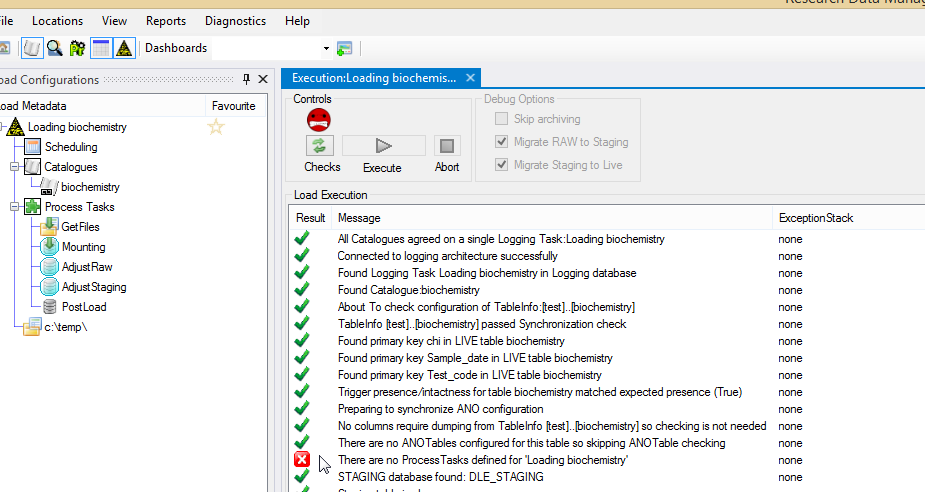 Research Data Mana
ile Locations View Reports Diagnostics Help
Dashboards
oad Configurations
Execution:Loading biochemis...
oad Metadata Favourite
Loading biochemistry
Scheduling
Catalogues
biochemistry
Process Tasks
GetFiles
Mounting
AdjustRaw
AdjustStaging
PostLoad
c:\temp\
Controls
Checks Execute Abort
Debug Options
Skip archiving
Migrate RAW to Staging
Migrate Staging to Live
Load Execution
Result Message ExceptionStack
All Catalogues agreed on a single Logging Task:Loading biochemistry none
Connected to logging architecture successfully none
Found Logging Task Loading biochemistry in Logging database none
Found Catalogue:biochemistry none
About To check configuration of TableInfo:[test]..[biochemistry] none
TableInfo [test]..[biochemistry] passed Synchronization check none
Found primary key chi in LIVE table biochemistry none
Found primary key Sample_date in LIVE table biochemistry none
Found primary key Test_code in LIVE table biochemistry none
Trigger presence/intactness for table biochemistry matched expected presence (True) none
Preparing to synchronize ANO configuration none
No columns require dumping from TableInfo [test]..[biochemistry] so checking is not needed none
There are no ANOTables configured for this table so skipping ANOTable checking none
There are no ProcessTasks defined for 'Loading biochemistry' none
STAGING database found: DLE_STAGING none